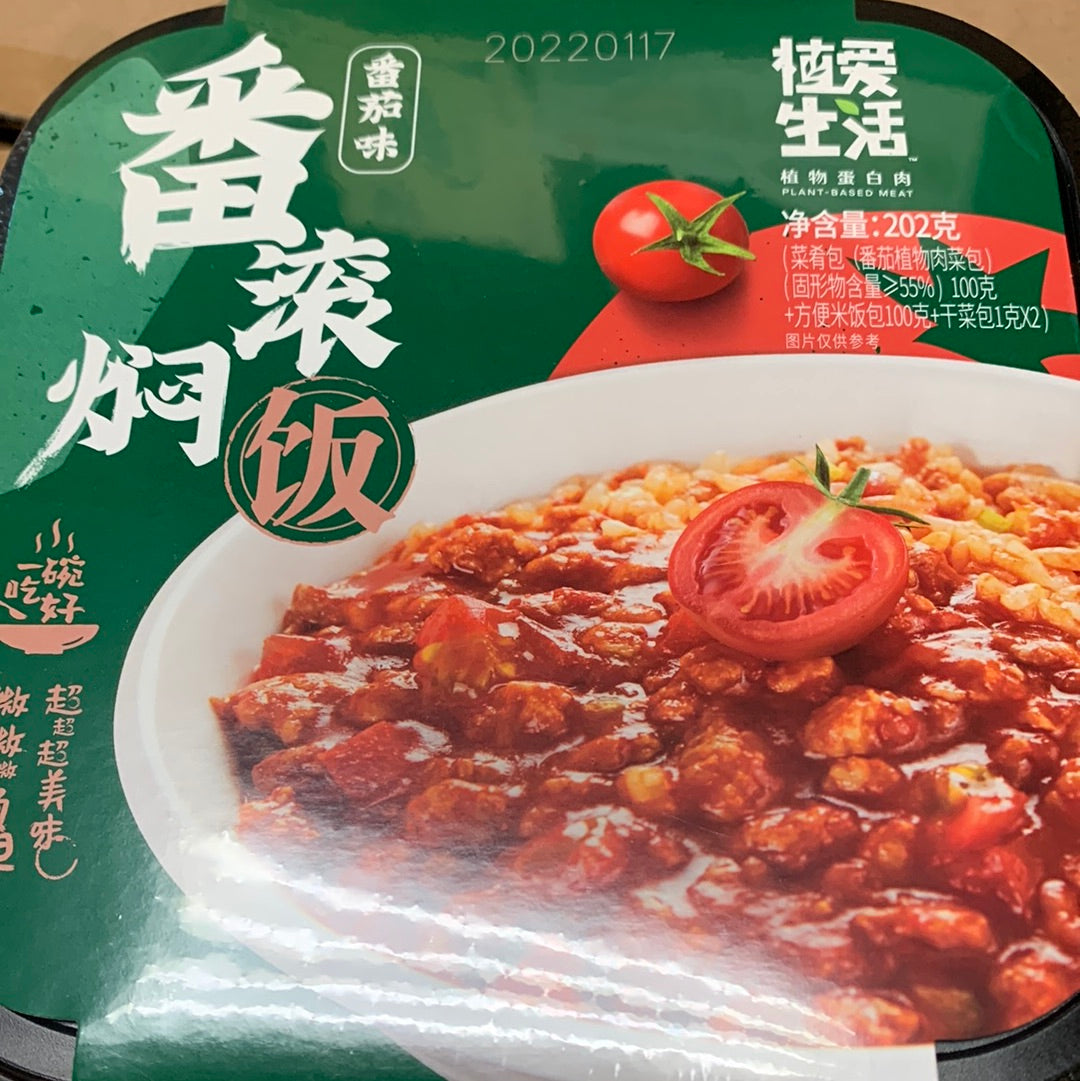 番滚
焖饭
番茄味
20220117
植爱
生活
植物蛋白肉
PLANT-BASED MEAT
净含量:202克
(菜肴包(番茄植物肉菜包)
(固形物含量≥55%)100克
+方便米饭包100克+干菜包1克X2)
图片仅供参考
一碗
吃好
超超超美味